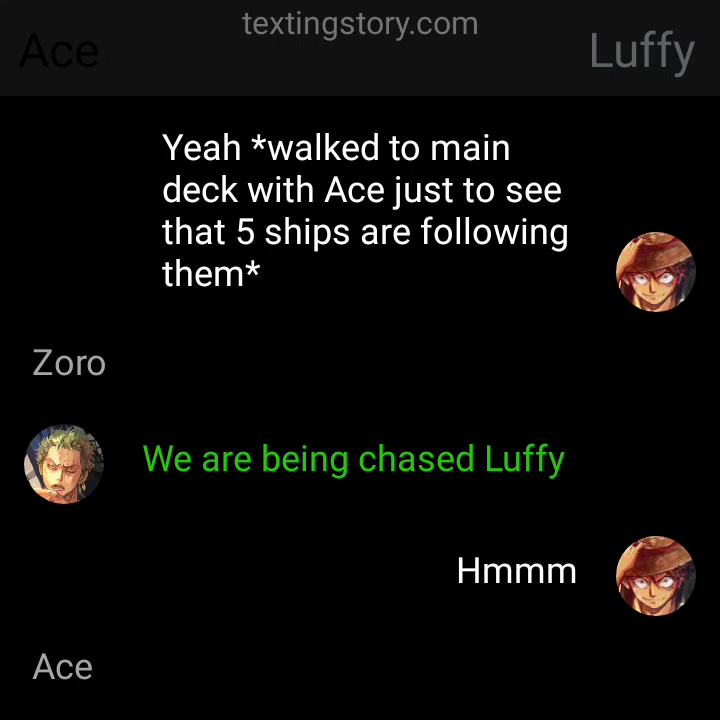 textingstory.com
Ace
Luffy
Yeah *walked to main
deck with Ace just to see
that 5 ships are following
them*
Zoro
We are being chased Luffy
Hmmm
Ace